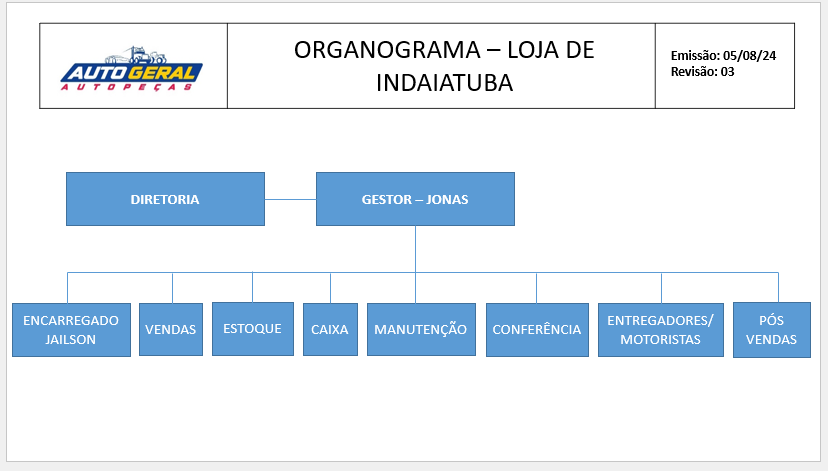 AUTO GERAL
AUTOPEÇAS
ORGANOGRAMA – LOJA DE
INDAIATUBA
Emissão: 05/08/24
Revisão: 03
DIRETORIA
GESTOR – JONAS
ENCARREGADO
JAILSON
VENDAS
ESTOQUE
CAIXA
MANUTENÇÃO
CONFERÊNCIA
ENTREGADORES/
MOTORISTAS
PÓS
VENDAS